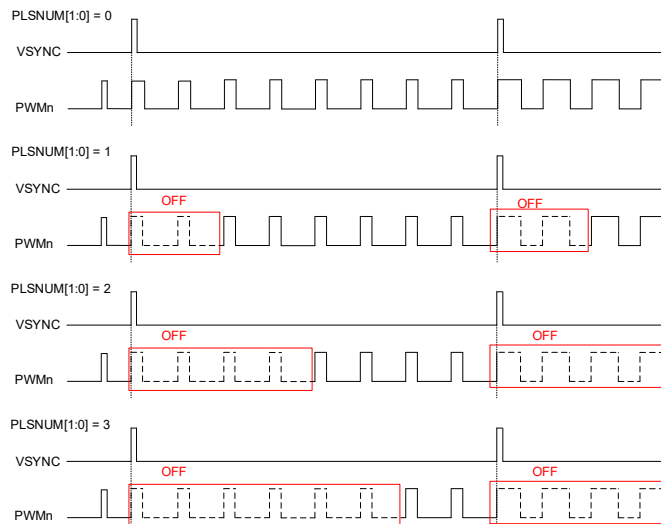 PLSNUM[1:0] = 0
VSYNC
PWMn
PLSNUM[1:0] = 1
VSYNC
OFF OFF
PWMn
PLSNUM[1:0] = 2
VSYNC
OFF OFF
PWMn
PLSNUM[1:0] = 3
VSYNC
OFF OFF
PWMn